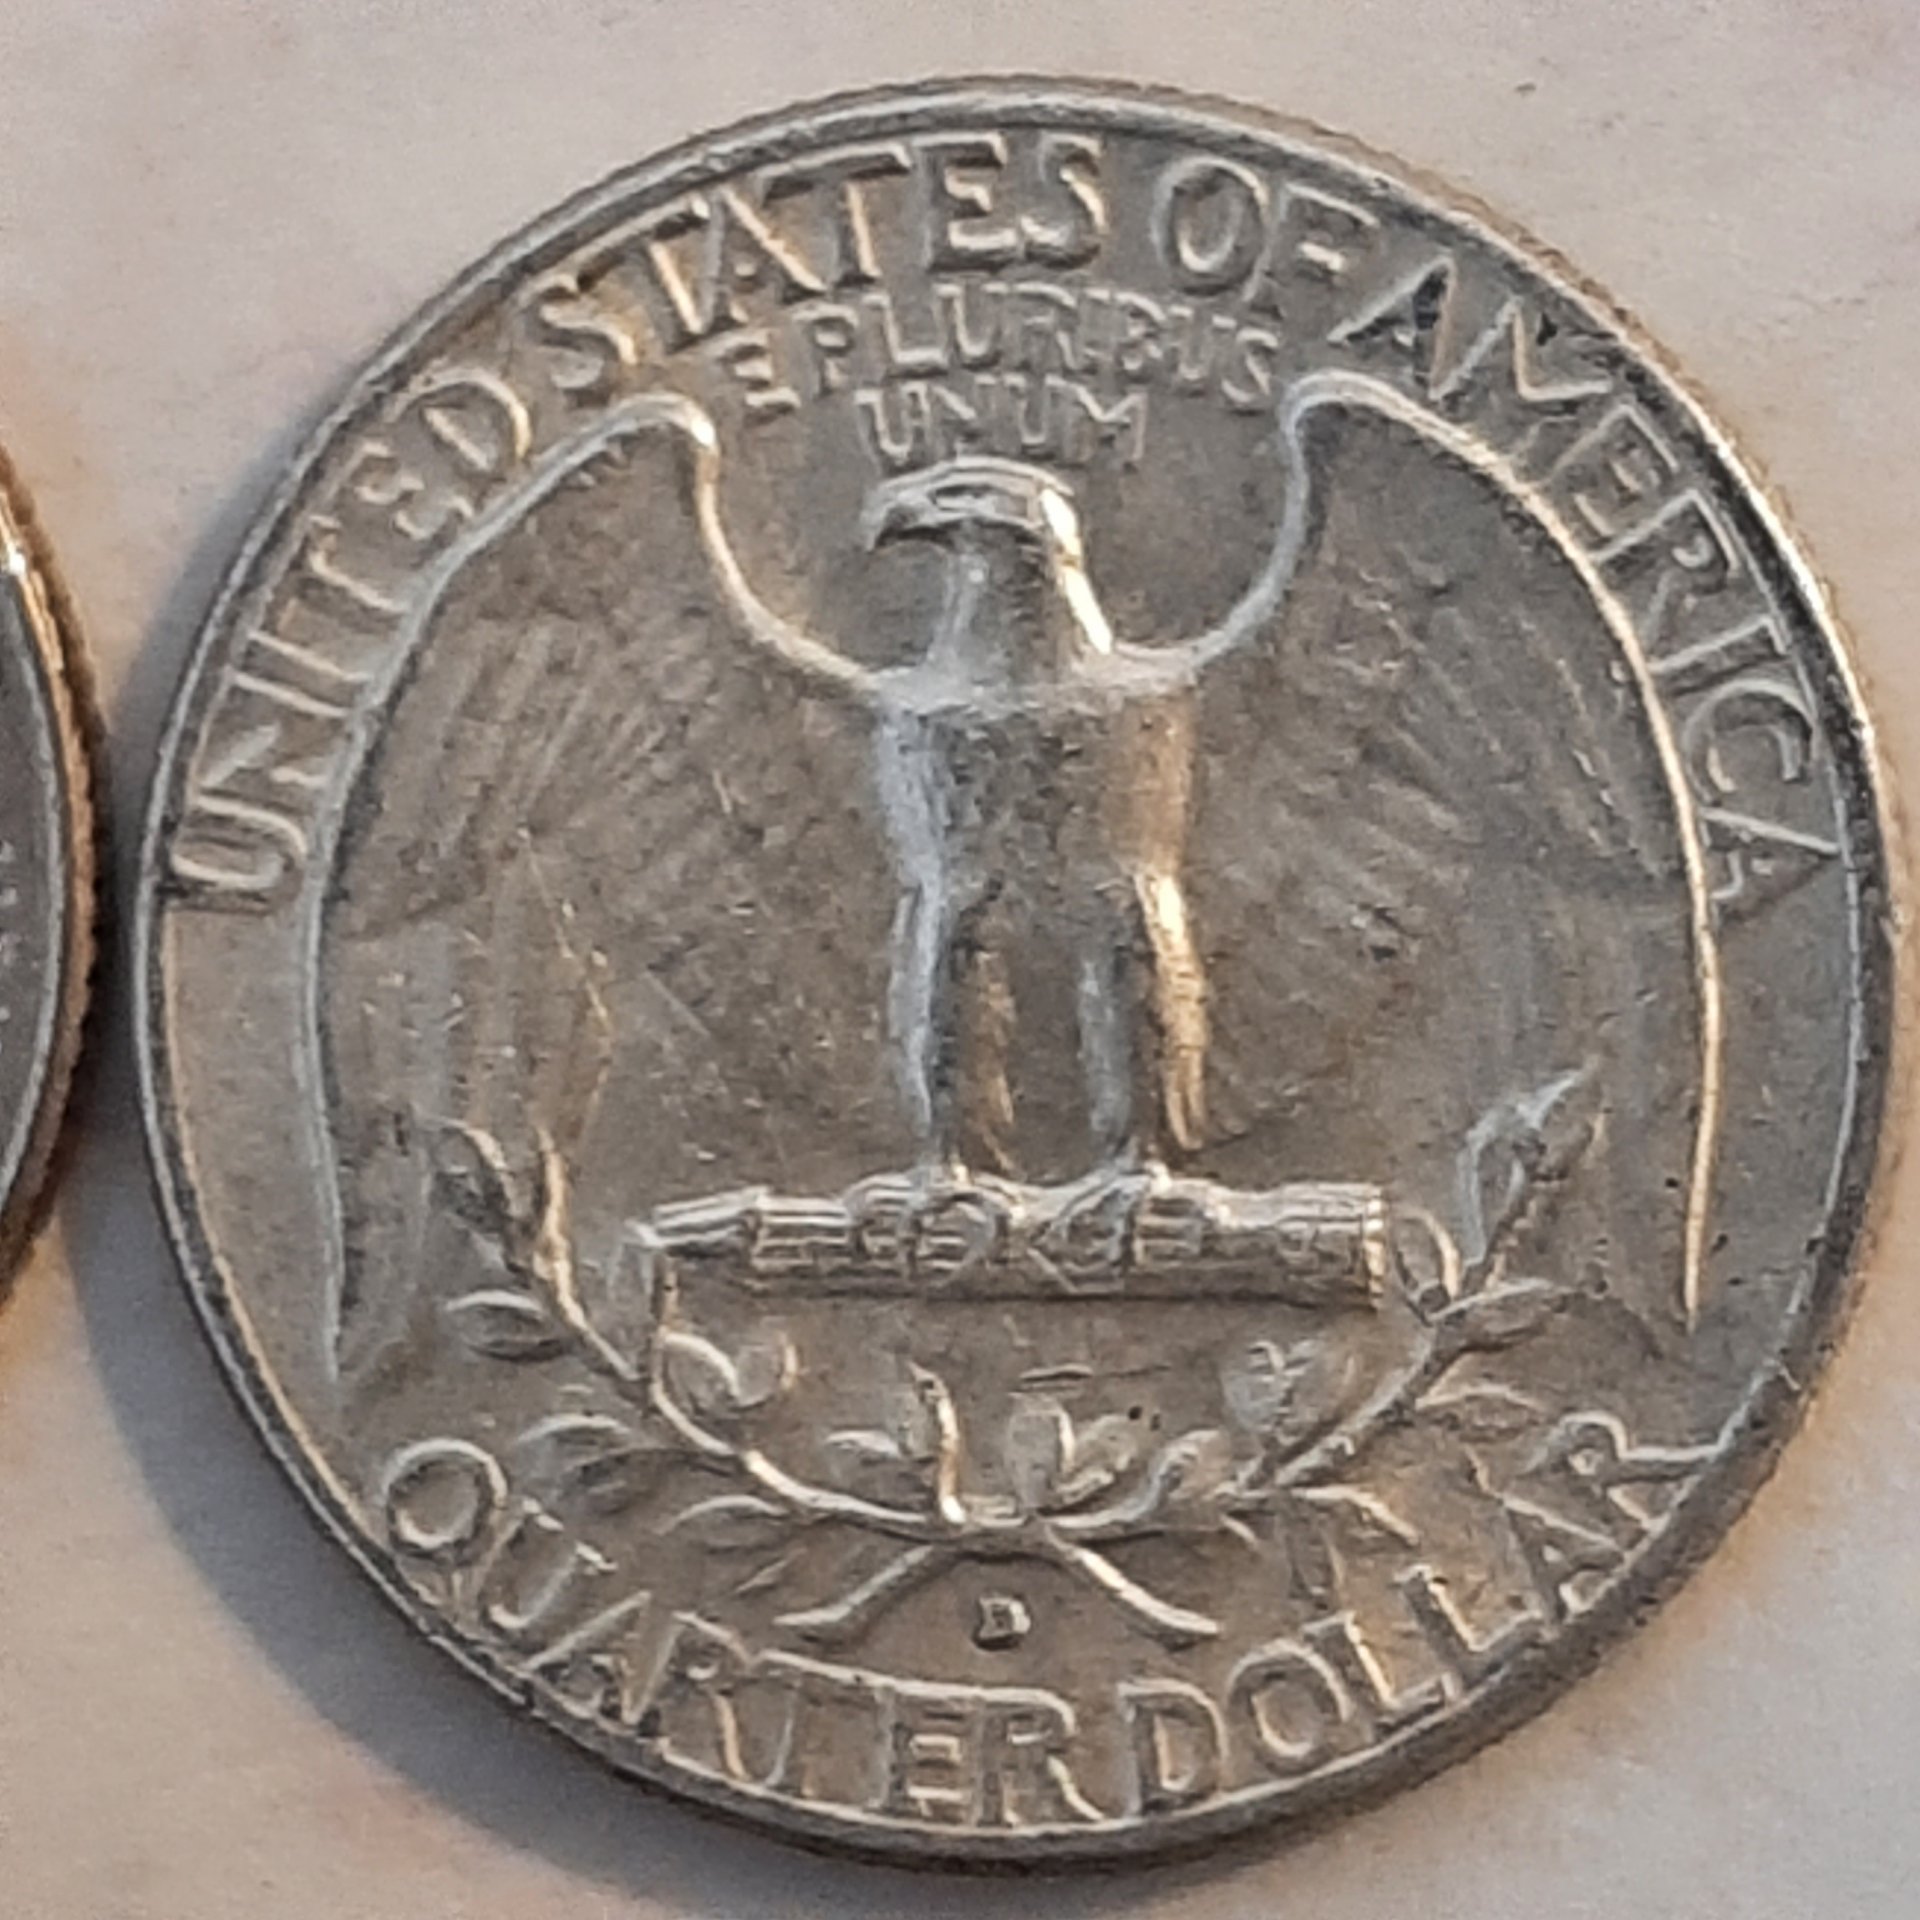 UNITED STATES OF AMERICA
E PLURIBUS
UNUM
D
QUARTER DOLLAR